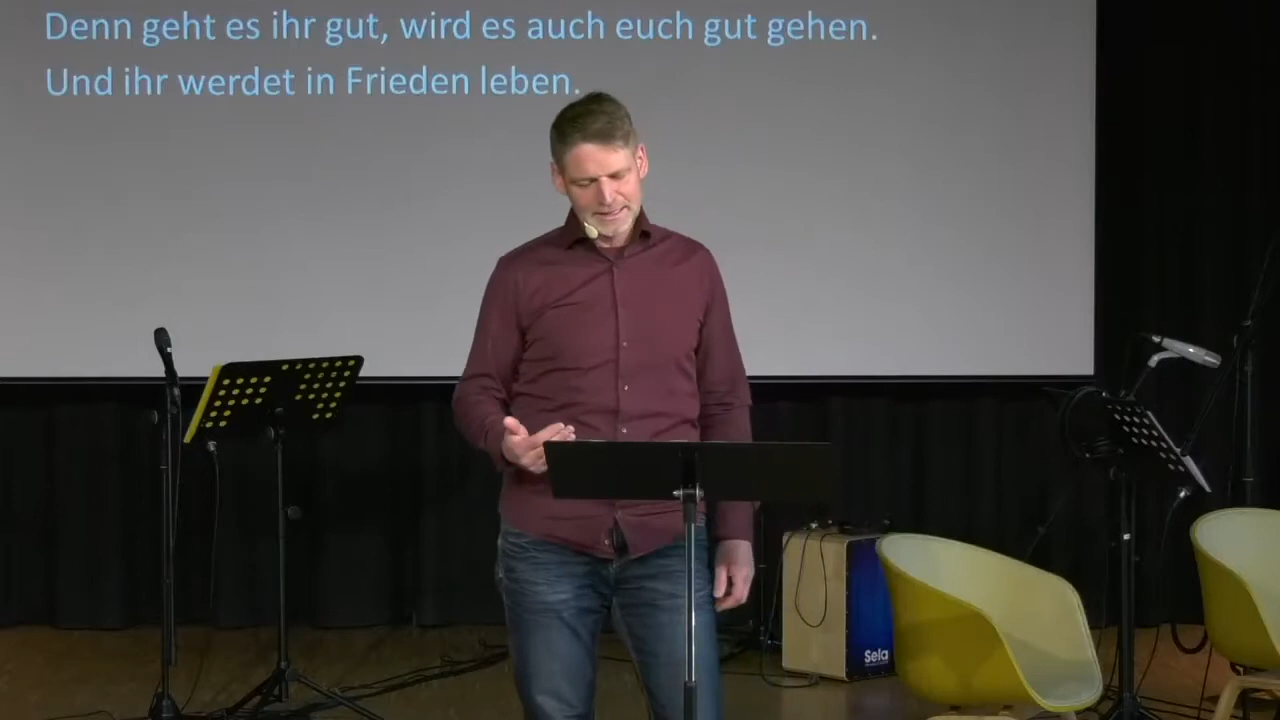 Denn geht es ihr gut, wird es auch euch gut gehen.
Und ihr werdet in Frieden leben.
Sela